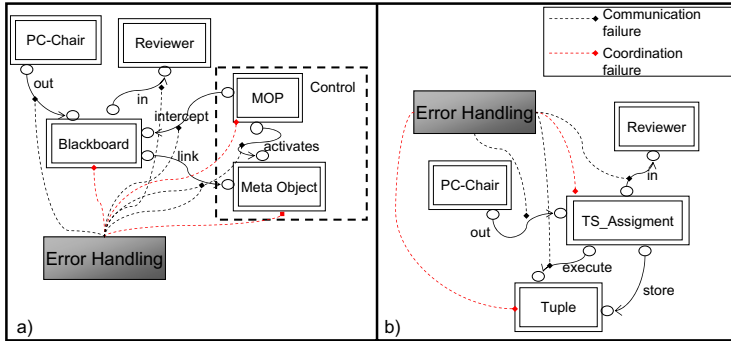 a)
PC-Chair
Reviewer
out
in
Control
MOP
intercept
Blackboard
activates
link
Meta Object
Error Handling
b)
Communication
failure
Coordination
failure
Error Handling
Reviewer
PC-Chair
in
out
TS_Assigment
execute
store
Tuple